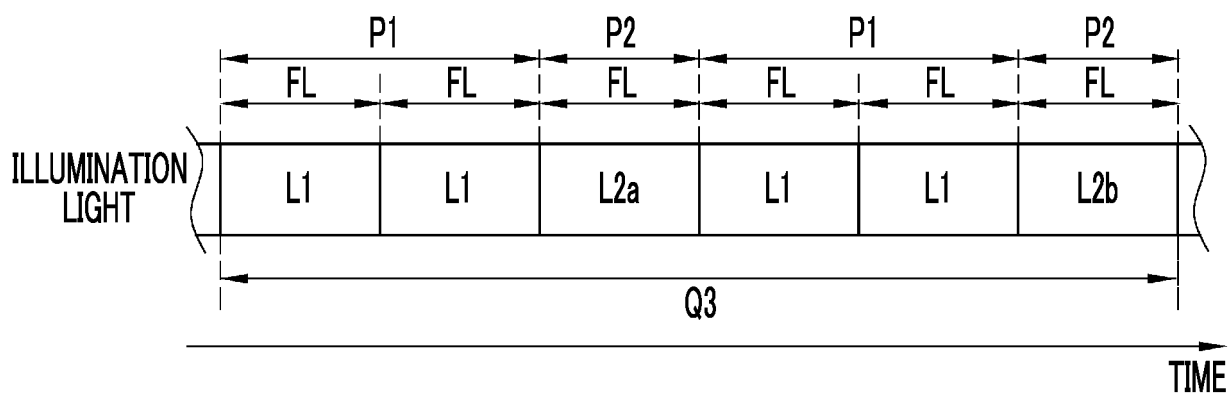 P1 P2 P1 P2
FL FL FL FL FL FL
ILLUMINATION
LIGHT
L1 L1 L2a L1 L1 L2b
Q3
TIME